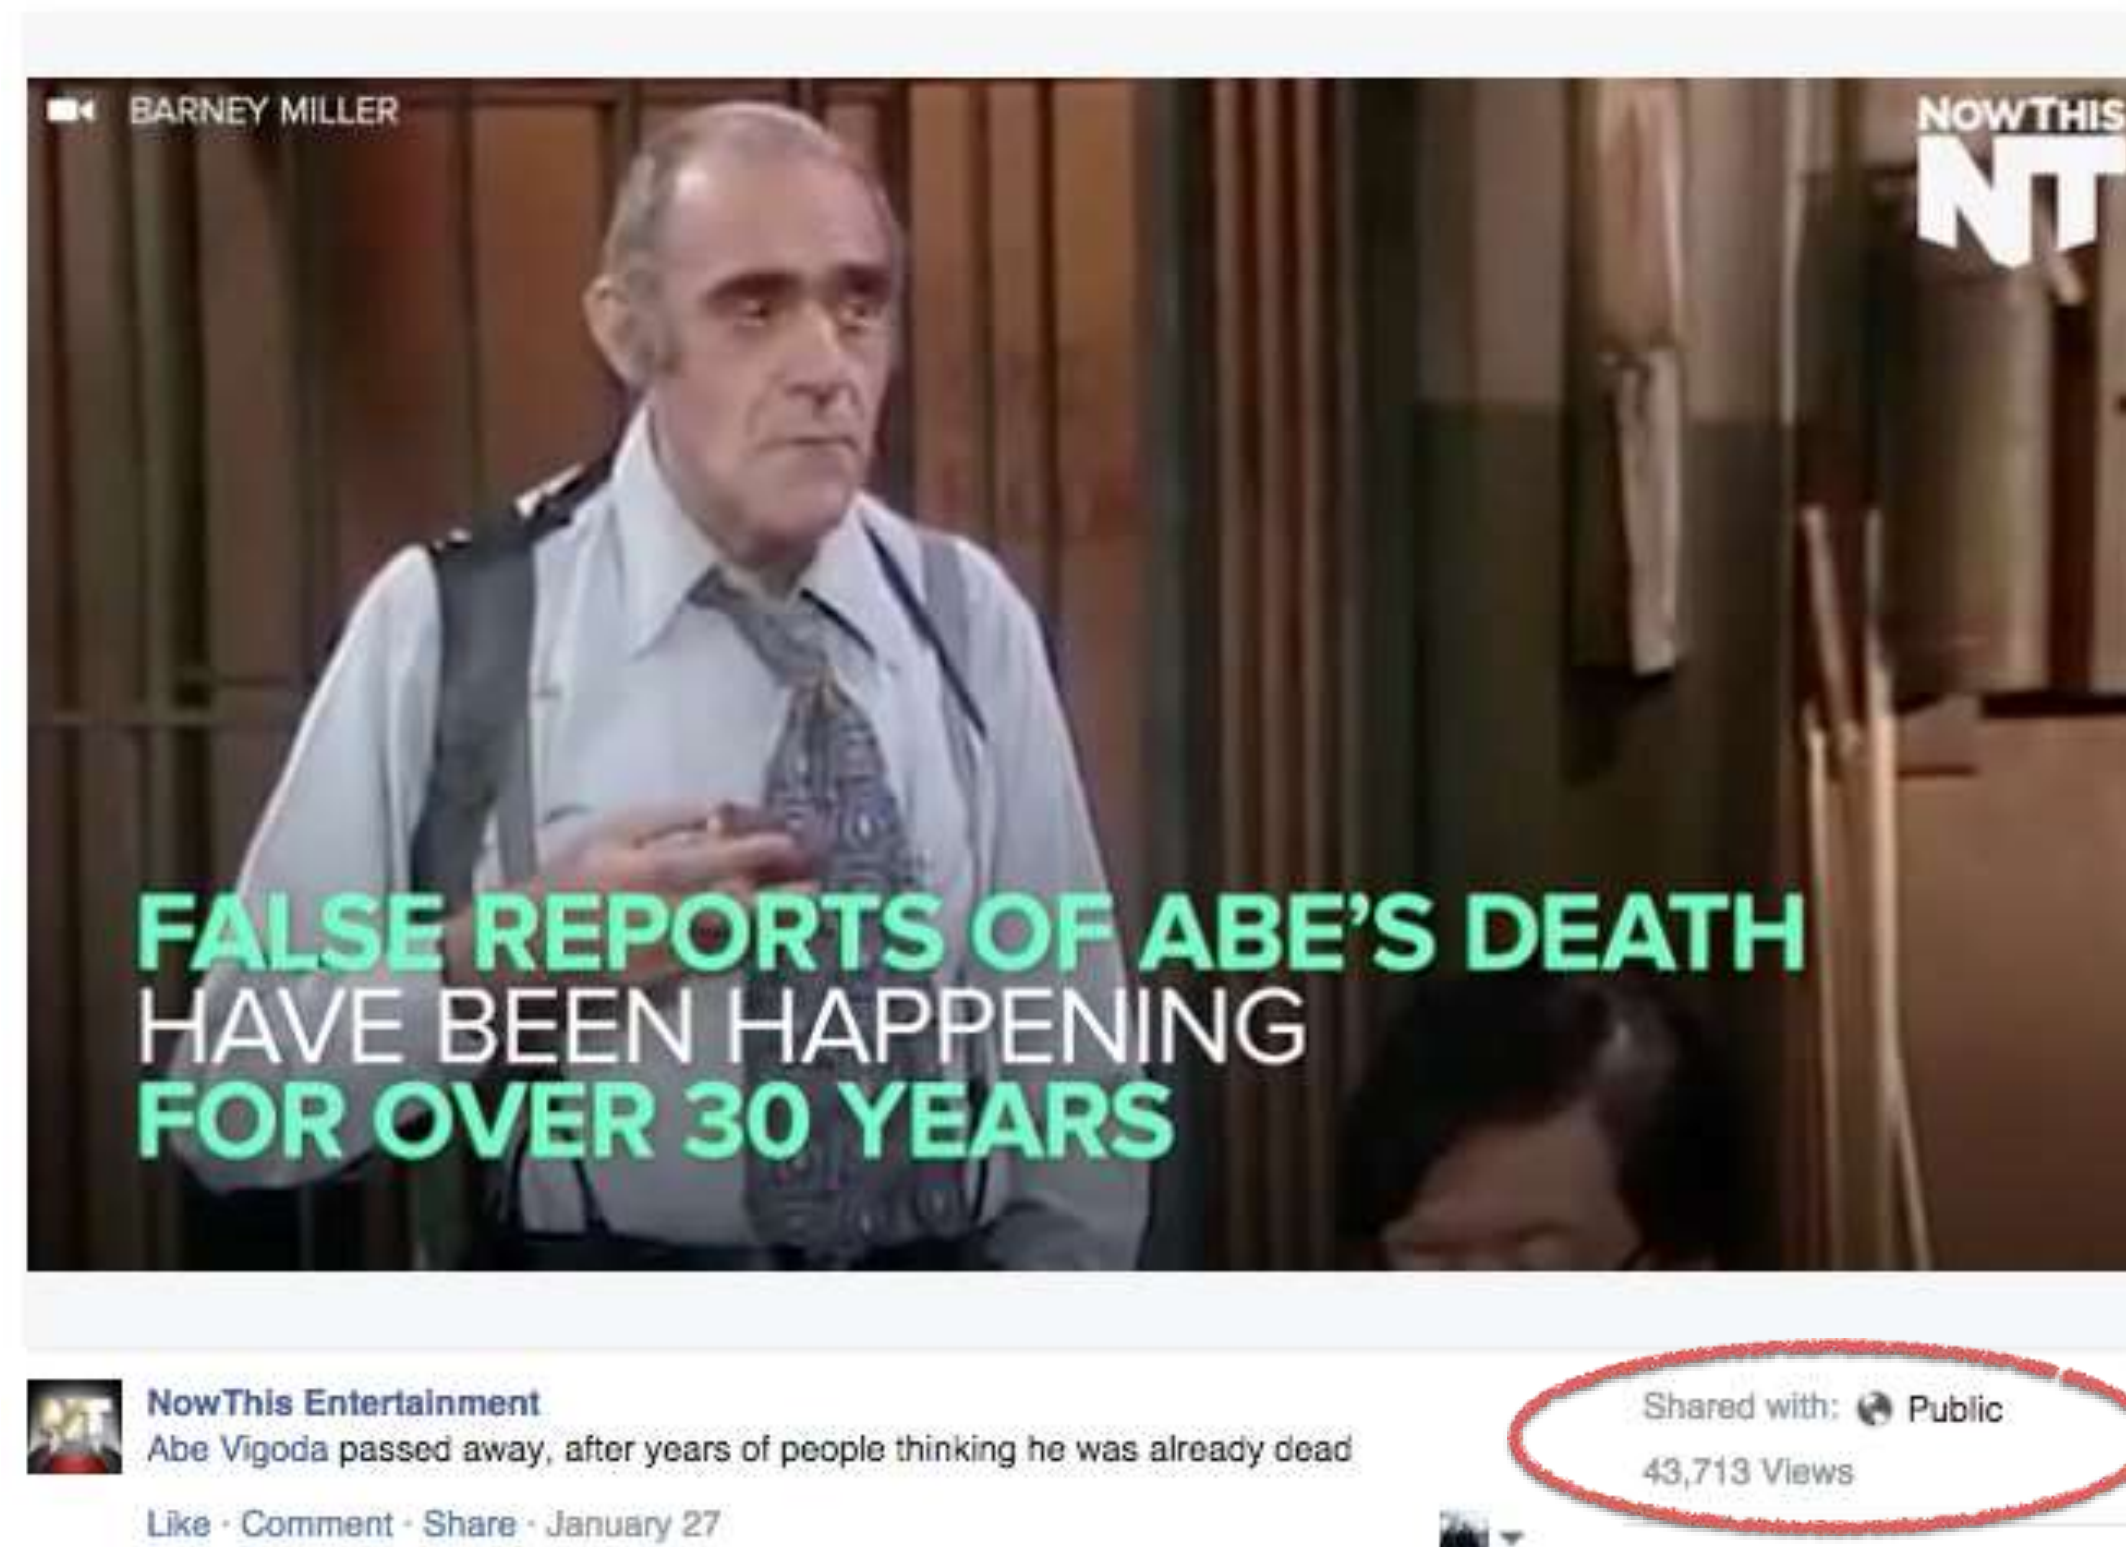 BARNEY MILLER
NOWTHIS
NT
FALSE REPORTS OF ABE'S DEATH
HAVE BEEN HAPPENING
FOR OVER 30 YEARS
NowThis Entertainment
Abe Vigoda passed away, after years of people thinking he was already dead
Like · Comment · Share · January 27
Shared with: Public
43,713 Views